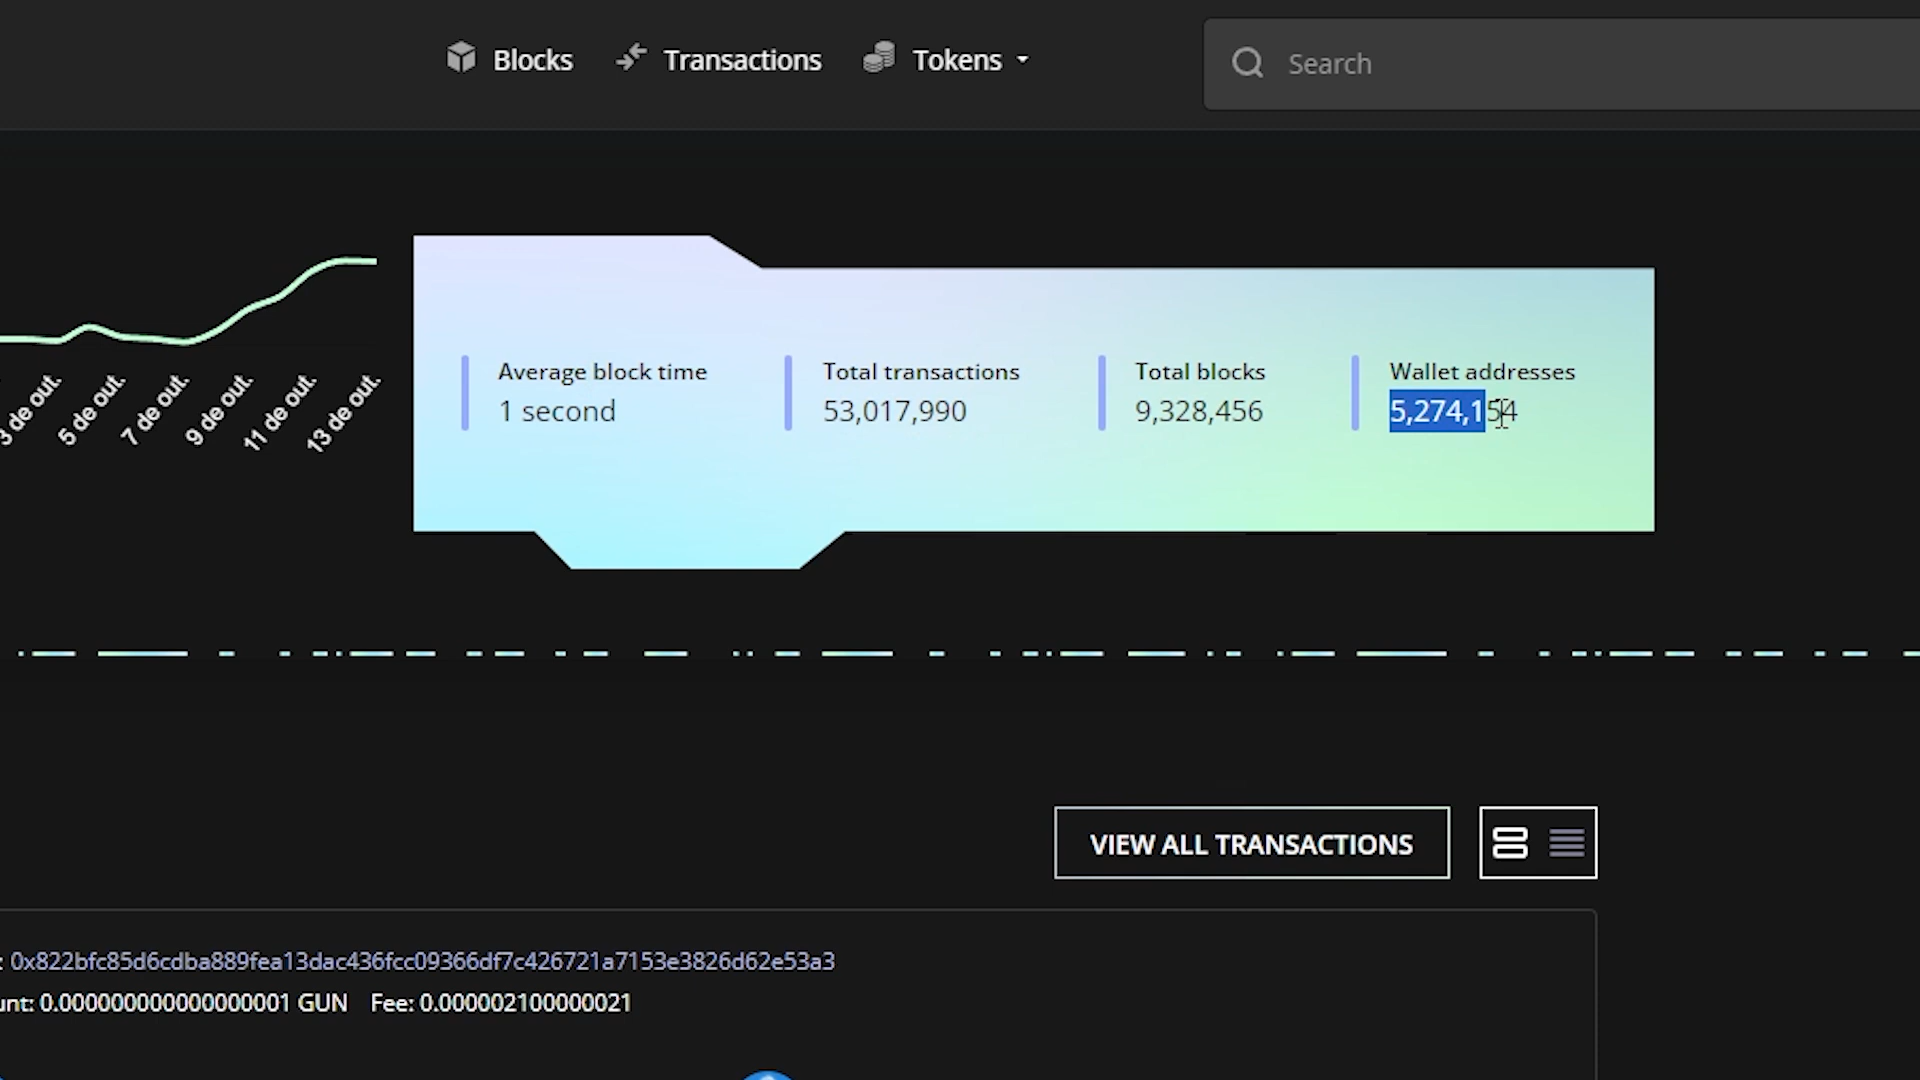 Blocks Transactions Tokens Search
3 de out. 5 de out. 7 de out. 9 de out. 11 de out. 13 de out.
Average block time Total transactions Total blocks Wallet addresses
1 second 53,017,990 9,328,456 5,274,154
VIEW ALL TRANSACTIONS
: 0x822bfc85d6cdba889fea13dac436fcc09366df7c426721a7153e3826d62e53a3
unt: 0.000000000000000001 GUN Fee: 0.000002100000021